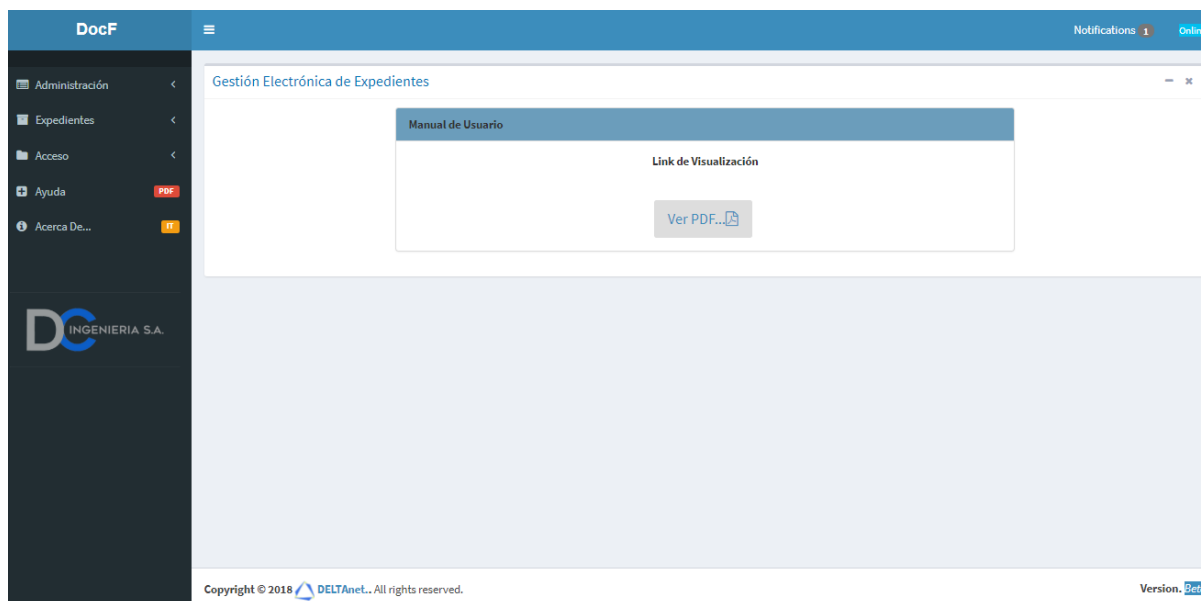 DocF
Notifications 1
Administración
Expedientes
Acceso
Ayuda PDF
Acerca De... IT
DC INGENIERIA S.A.
Gestión Electrónica de Expedientes
Manual de Usuario
Link de Visualización
Ver PDF...
Copyright © 2018 DELTAnet.. All rights reserved.
Version.